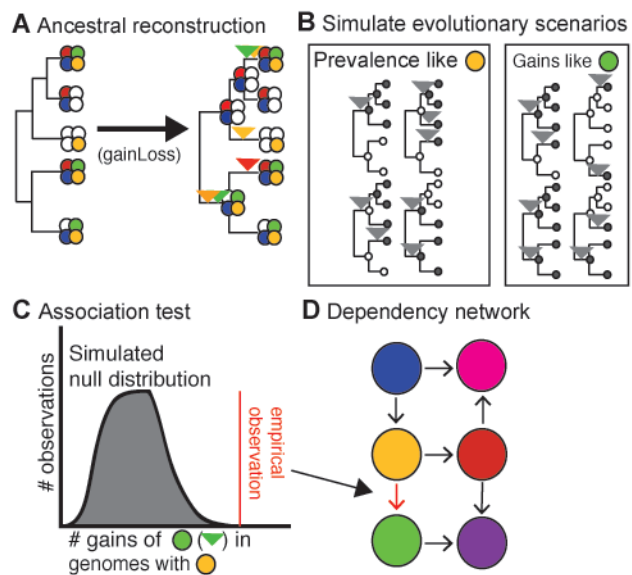 A Ancestral reconstruction
(gainLoss)
B Simulate evolutionary scenarios
Prevalence like
Gains like
C Association test
Simulated
null distribution
# observations
empirical
observation
# gains of ( ) in
genomes with
D Dependency network